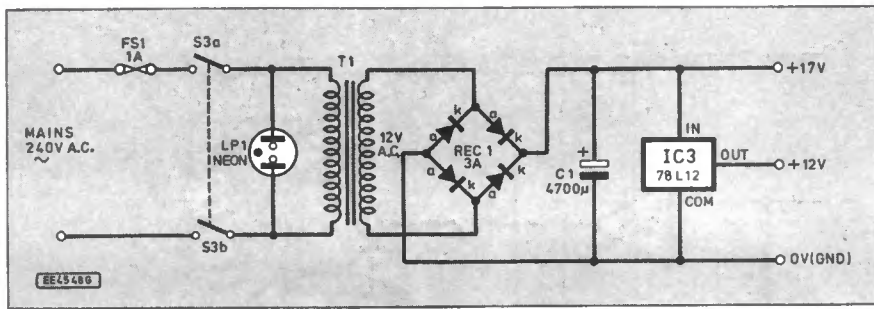 FS1
1A
S3a
T1
+17V
MAINS
240V A.C.
~
LP1
NEON
12V
A.C.
a
k
a
k
REC 1
3A
a
k
a
k
+
C1
4700µ
IN
IC3
78L12
OUT
COM
+12V
S3b
0V(GND)
EE4548G